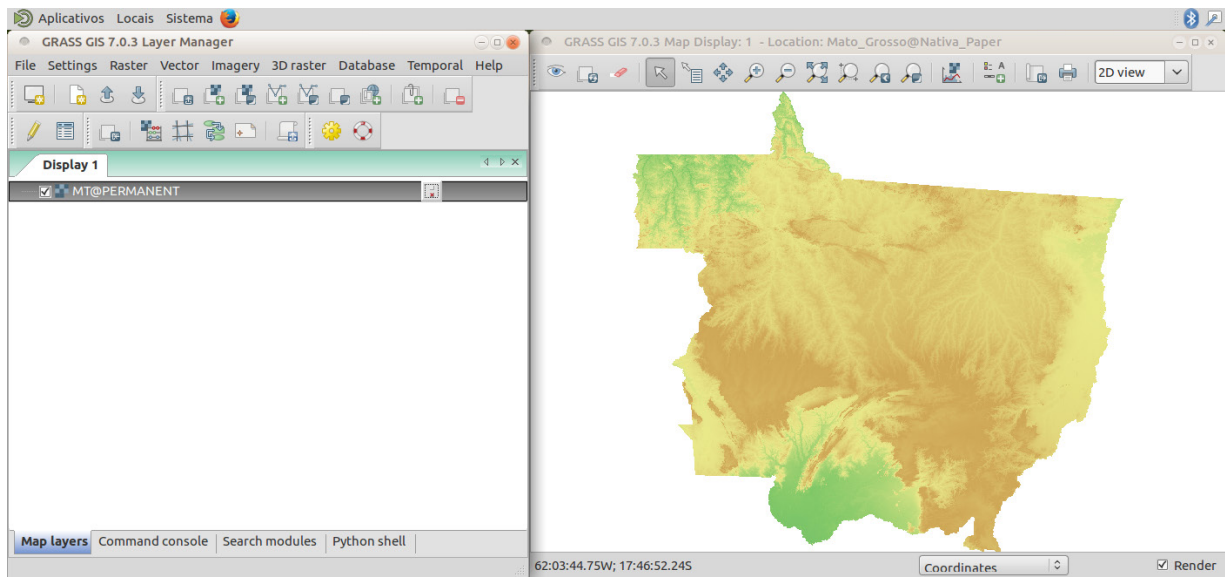 Aplicativos Locais Sistema
GRASS GIS 7.0.3 Layer Manager
File Settings Raster Vector Imagery 3D raster Database Temporal Help
Display 1
MT@PERMANENT
Map layers Command console Search modules Python shell
GRASS GIS 7.0.3 Map Display: 1 - Location: Mato_Grosso@Nativa_Paper
2D view
62:03:44.75W; 17:46:52.24S
Coordinates
Render